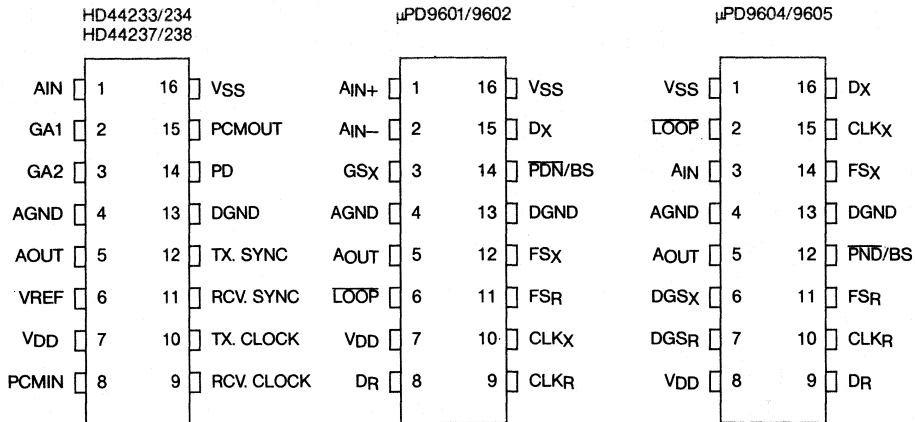 HD44233/234
HD44237/238
µPD9601/9602
µPD9604/9605
AIN 1 16 VSS
GA1 2 15 PCMOUT
GA2 3 14 PD
AGND 4 13 DGND
AOUT 5 12 TX. SYNC
VREF 6 11 RCV. SYNC
VDD 7 10 TX. CLOCK
PCMIN 8 9 RCV. CLOCK
AIN+ 1 16 VSS
AIN– 2 15 DX
GSX 3 14 PDN/BS
AGND 4 13 DGND
AOUT 5 12 FSX
LOOP 6 11 FSR
VDD 7 10 CLKX
DR 8 9 CLKR
VSS 1 16 DX
LOOP 2 15 CLKX
AIN 3 14 FSX
AGND 4 13 DGND
AOUT 5 12 PND/BS
DGSX 6 11 FSR
DGSR 7 10 CLKR
VDD 8 9 DR